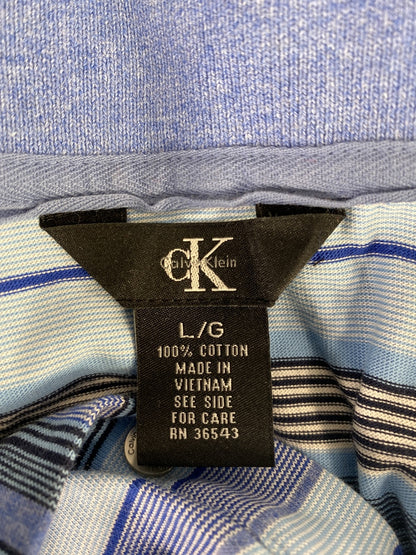 cK
Calvin Klein
L/G
100% COTTON
MADE IN
VIETNAM
SEE SIDE
FOR CARE
RN 36543